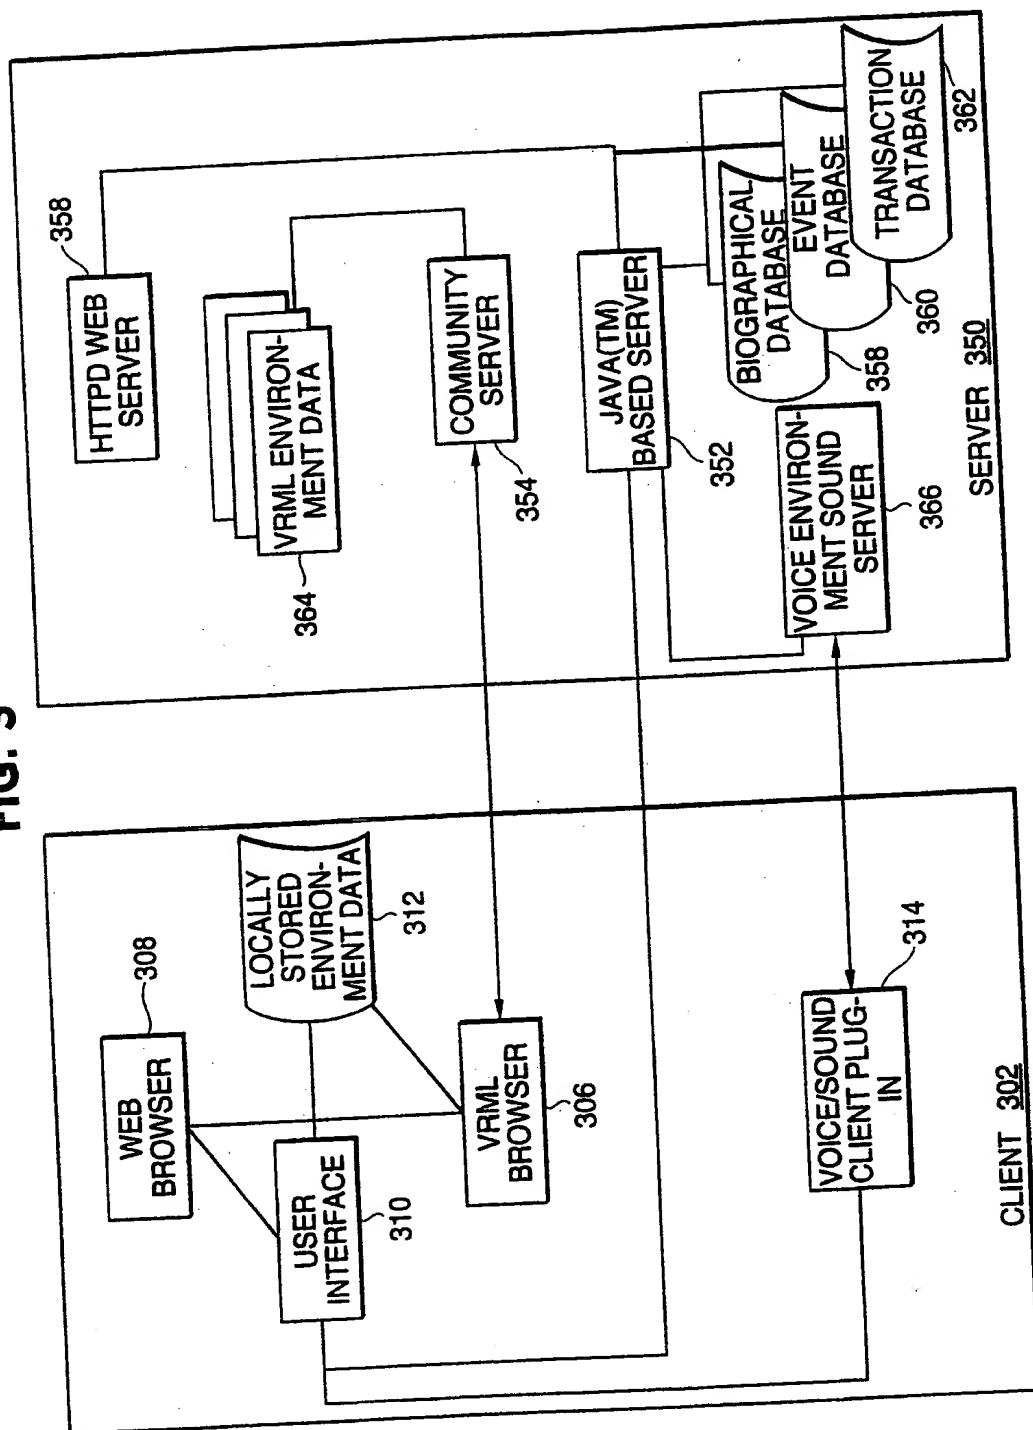 FIG. 3
WEB
BROWSER
308
LOCALLY
STORED
ENVIRON-
MENT DATA
312
USER
INTERFACE
310
VRML
BROWSER
306
VOICE/SOUND
CLIENT PLUG-
IN
314
CLIENT 302
HTTPD WEB
SERVER
358
VRML ENVIRON-
MENT DATA
364
COMMUNITY
SERVER
354
JAVA(TM)
BASED SERVER
352
BIOGRAPHICAL
DATABASE
358
EVENT
DATABASE
360
TRANSACTION
DATABASE
362
VOICE ENVIRON-
MENT SOUND
SERVER
366
SERVER 350